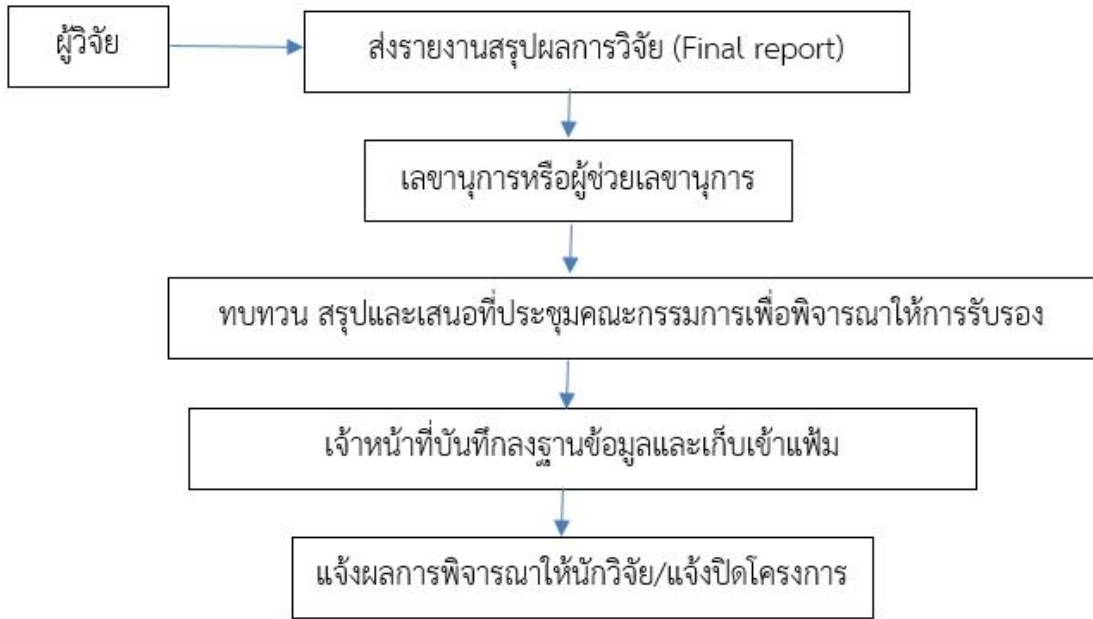 ผู้วิจัย
ส่งรายงานสรุปผลการวิจัย (Final report)
เลขานุการหรือผู้ช่วยเลขานุการ
ทบทวน สรุปและเสนอที่ประชุมคณะกรรมการเพื่อพิจารณาให้การรับรอง
เจ้าหน้าที่บันทึกลงฐานข้อมูลและเก็บเข้าแฟ้ม
แจ้งผลการพิจารณาให้นักวิจัย/แจ้งปิดโครงการ